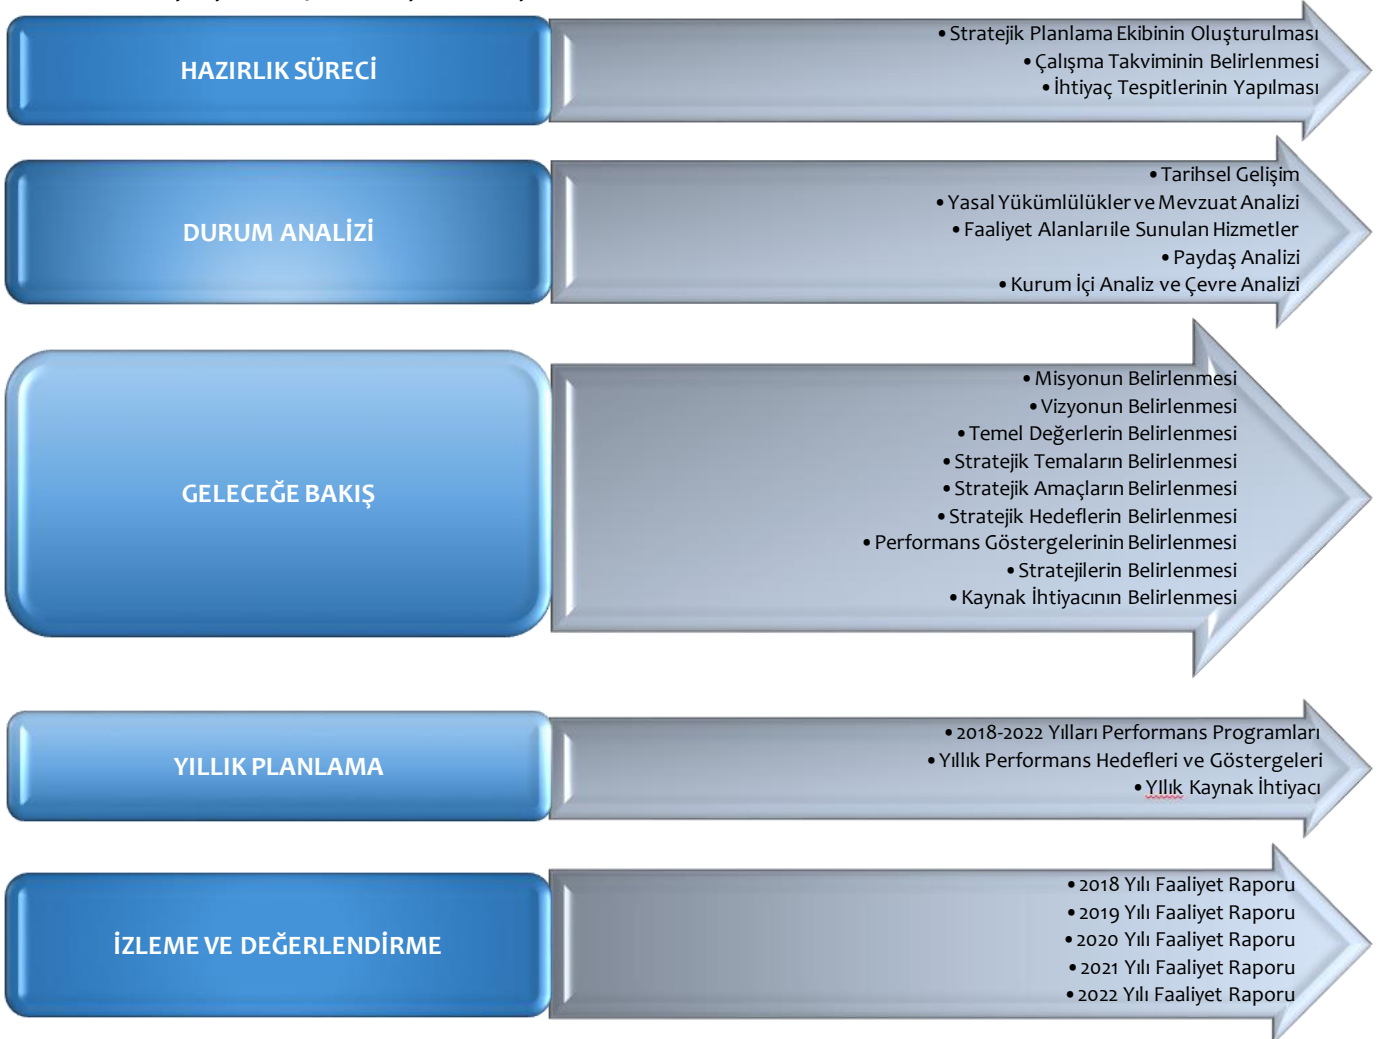 HAZIRLIK SÜRECİ
•Stratejik Planlama Ekibinin Oluşturulması
•Çalışma Takviminin Belirlenmesi
•İhtiyaç Tespitlerinin Yapılması
DURUM ANALİZİ
•Tarihsel Gelişim
•Yasal Yükümlülükler ve Mevzuat Analizi
•Faaliyet Alanları ile Sunulan Hizmetler
•Paydaş Analizi
•Kurum İçi Analiz ve Çevre Analizi
GELECEĞE BAKIŞ
•Misyonun Belirlenmesi
•Vizyonun Belirlenmesi
•Temel Değerlerin Belirlenmesi
•Stratejik Temaların Belirlenmesi
•Stratejik Amaçların Belirlenmesi
•Stratejik Hedeflerin Belirlenmesi
•Performans Göstergelerinin Belirlenmesi
•Stratejilerin Belirlenmesi
•Kaynak İhtiyacının Belirlenmesi
YILLIK PLANLAMA
•2018-2022 Yılları Performans Programları
•Yıllık Performans Hedefleri ve Göstergeleri
•YIllık Kaynak İhtiyacı
İZLEME VE DEĞERLENDİRME
•2018 Yılı Faaliyet Raporu
•2019 Yılı Faaliyet Raporu
•2020 Yılı Faaliyet Raporu
•2021 Yılı Faaliyet Raporu
•2022 Yılı Faaliyet Raporu